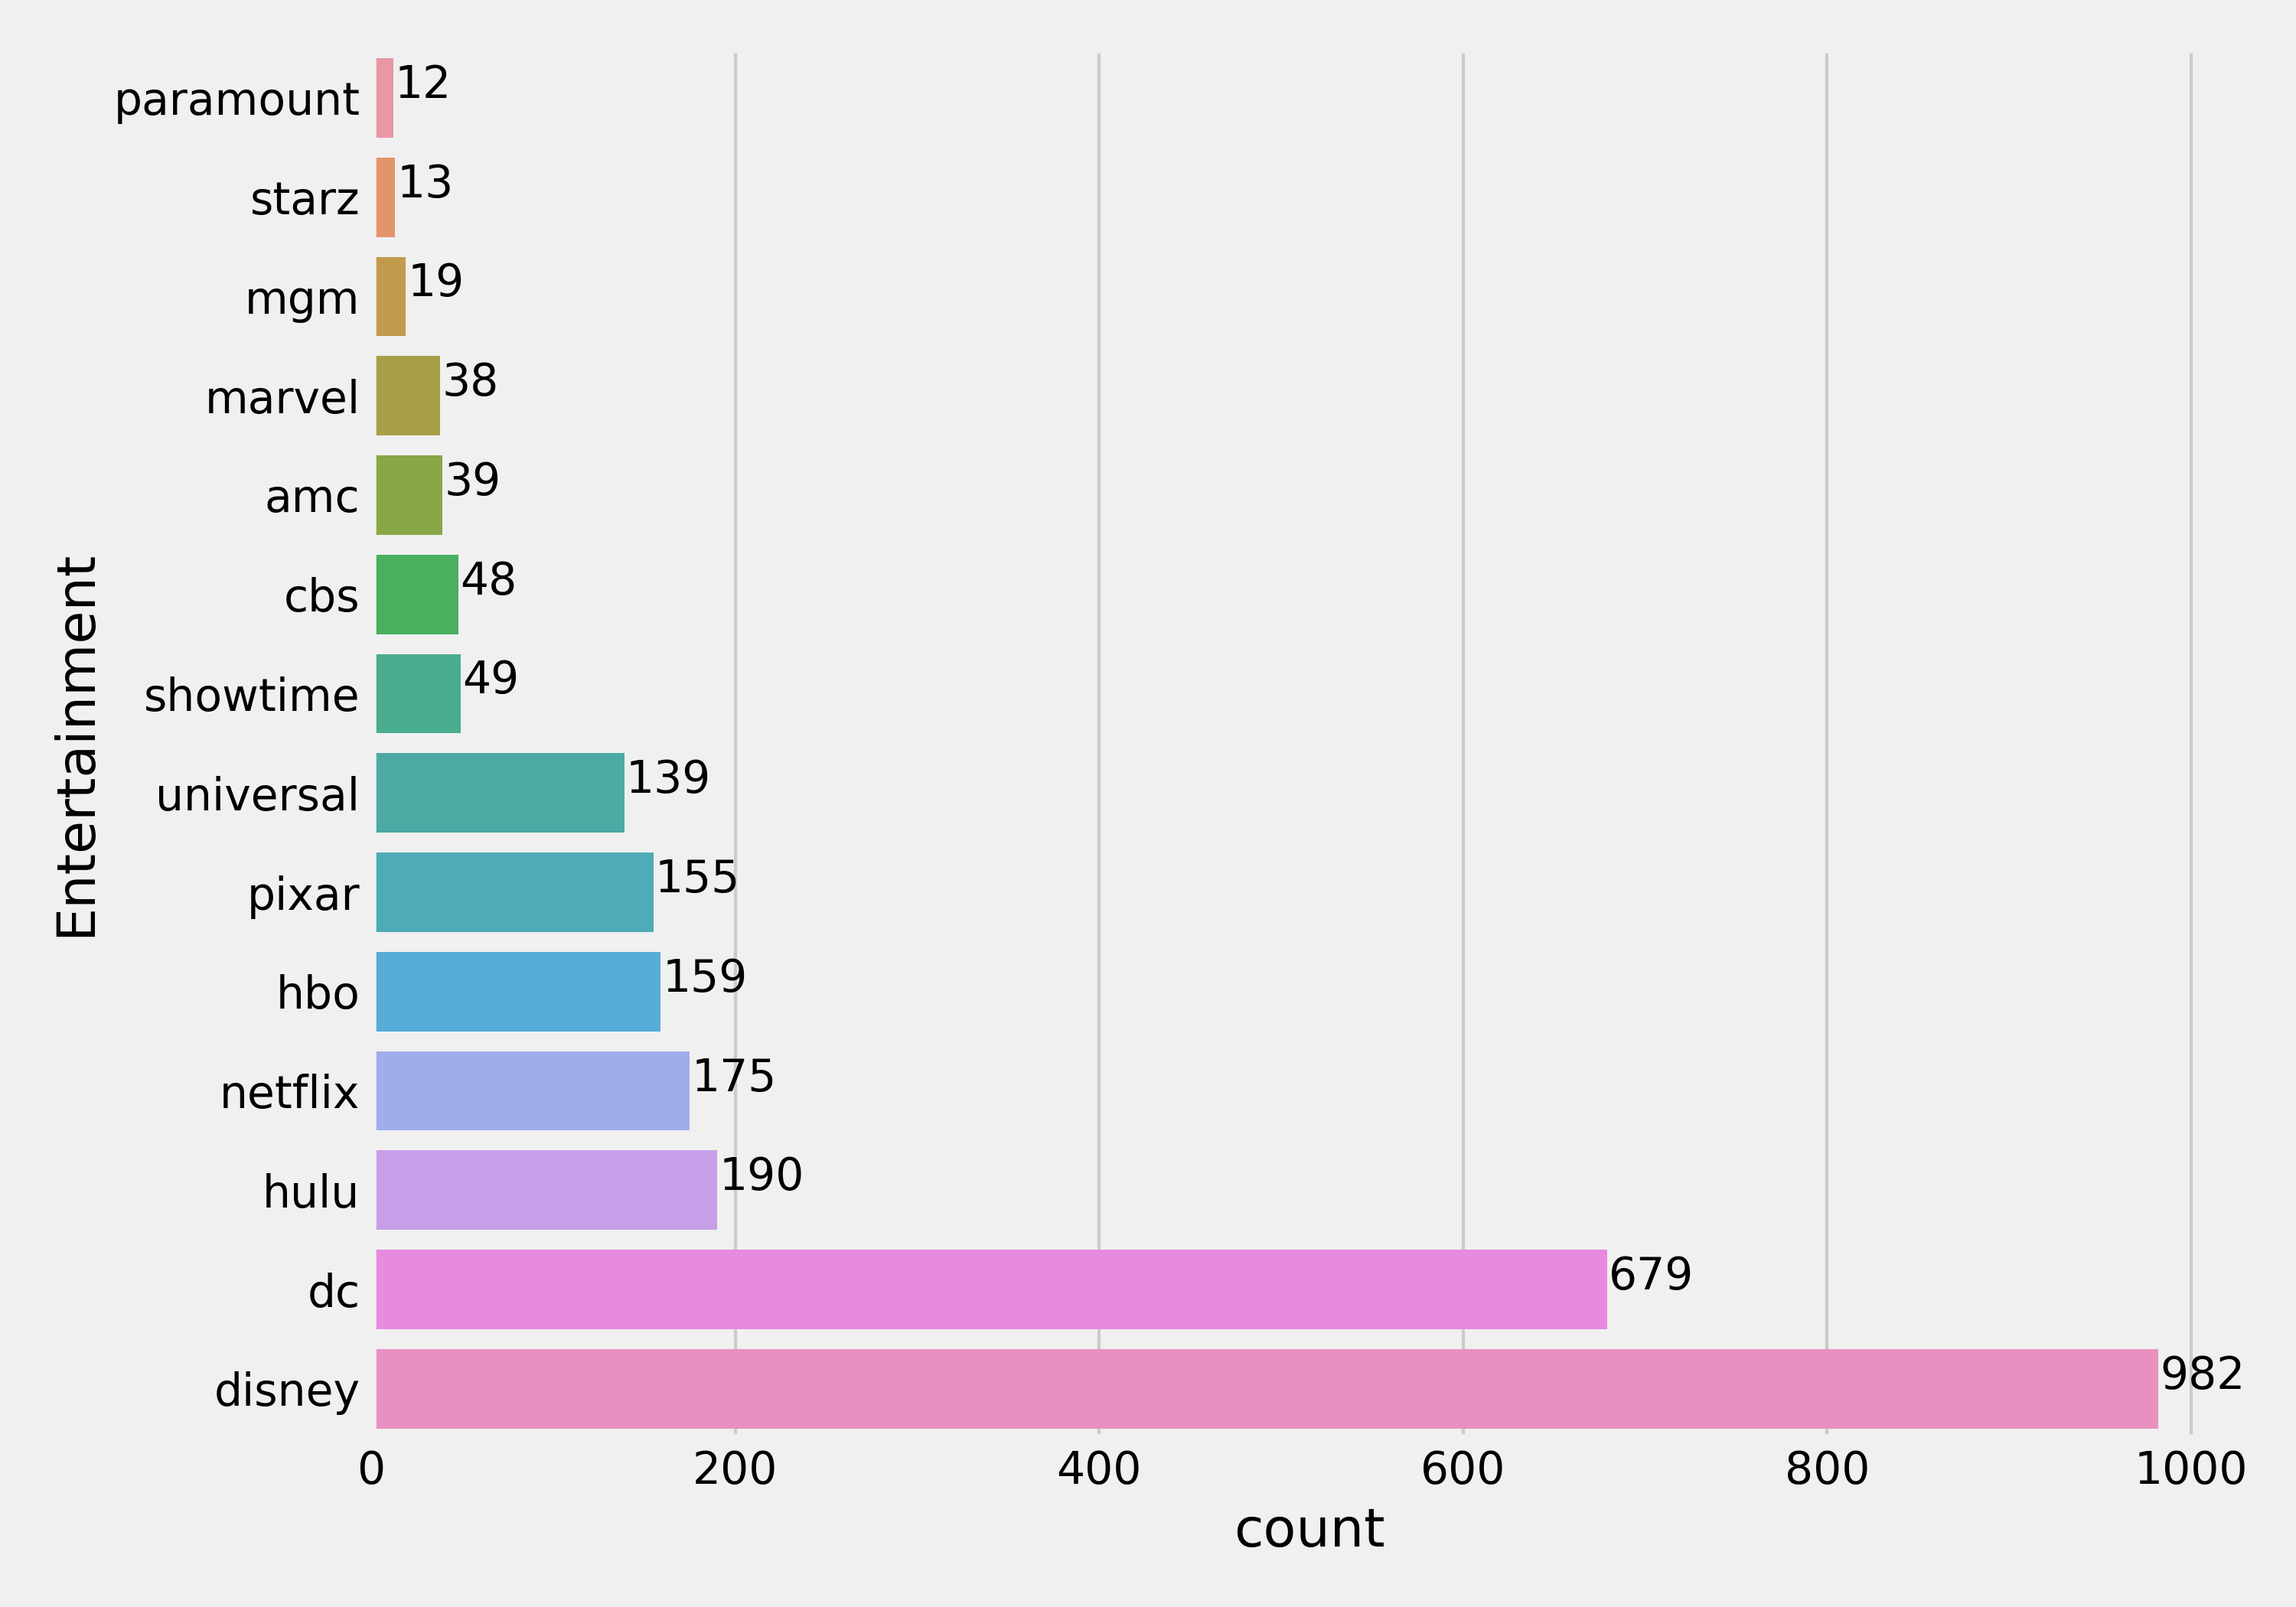 paramount 12
starz 13
mgm 19
marvel 38
amc 39
cbs 48
showtime 49
universal 139
pixar 155
hbo 159
netflix 175
hulu 190
dc 679
disney 982
Entertainment
0 200 400 600 800 1000
count